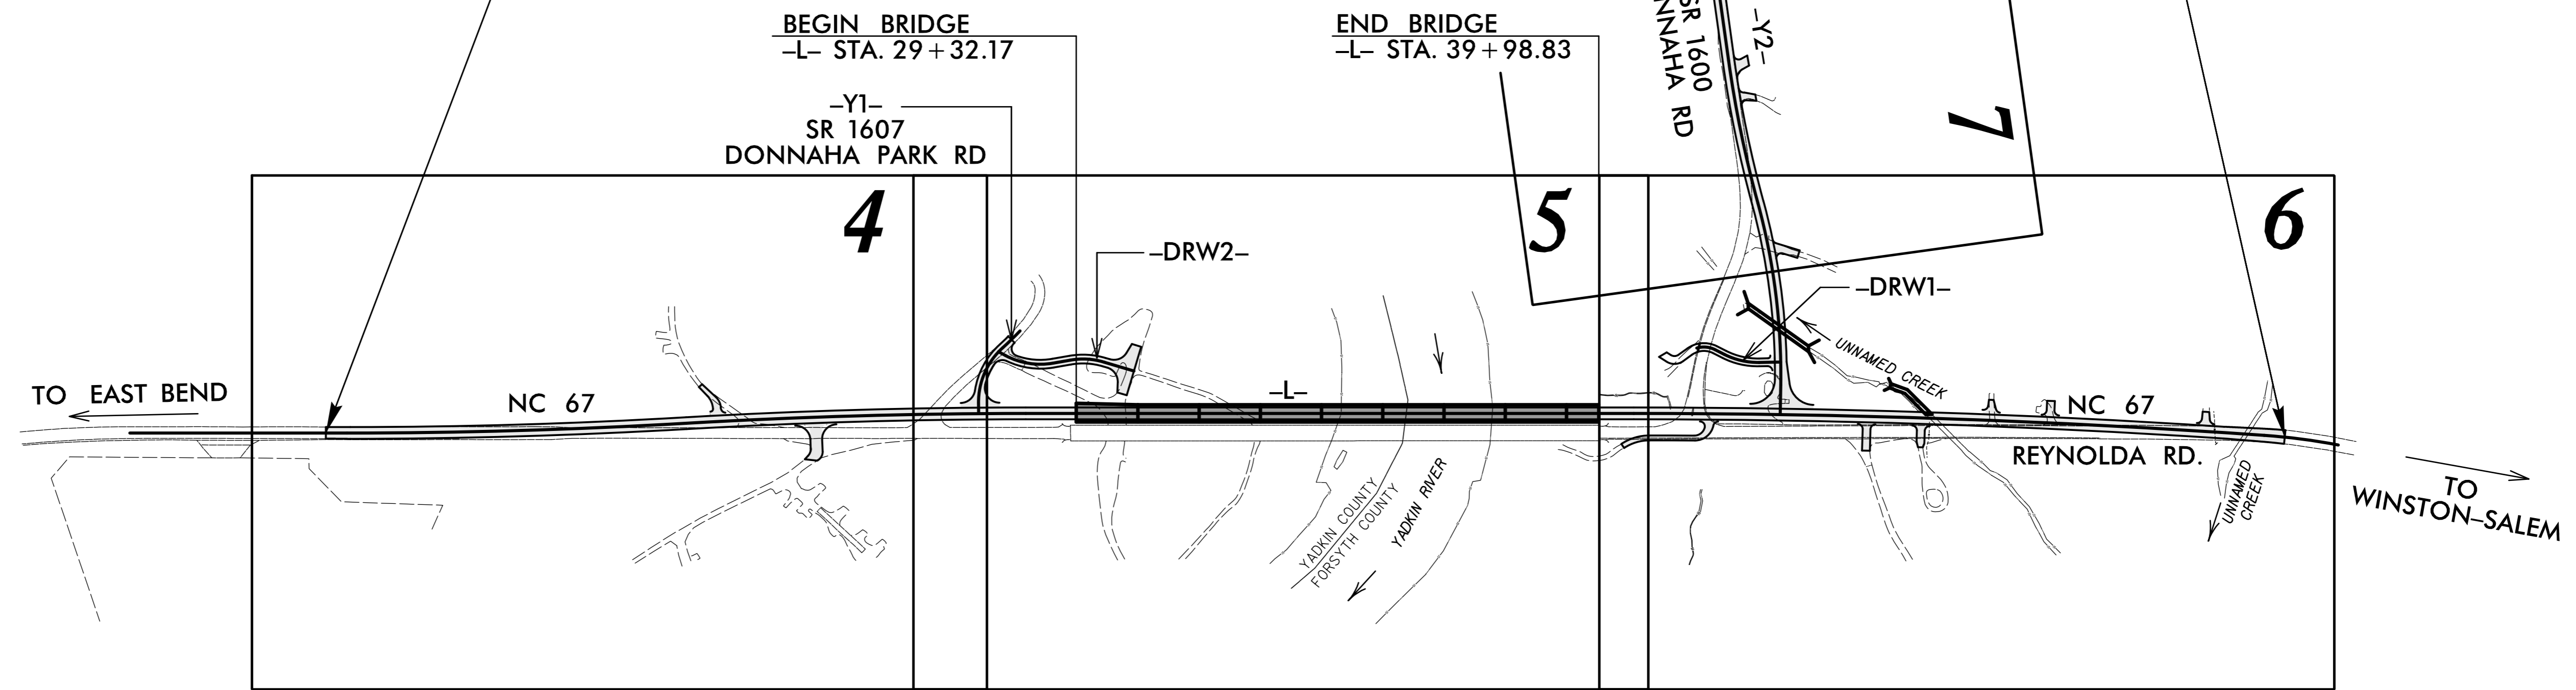 BEGIN BRIDGE
–L– STA. 29+32.17
END BRIDGE
–L– STA. 39+98.83
–Y1–
SR 1607
DONNAHA PARK RD
SR 1600
NNAHA RD
–Y2–
7
4
5
6
–DRW2–
–DRW1–
UNNAMED CREEK
TO EAST BEND
NC 67
–L–
NC 67
REYNOLDA RD.
YADKIN COUNTY
FORSYTH COUNTY
YADKIN RIVER
UNNAMED
CREEK
TO
WINSTON–SALEM